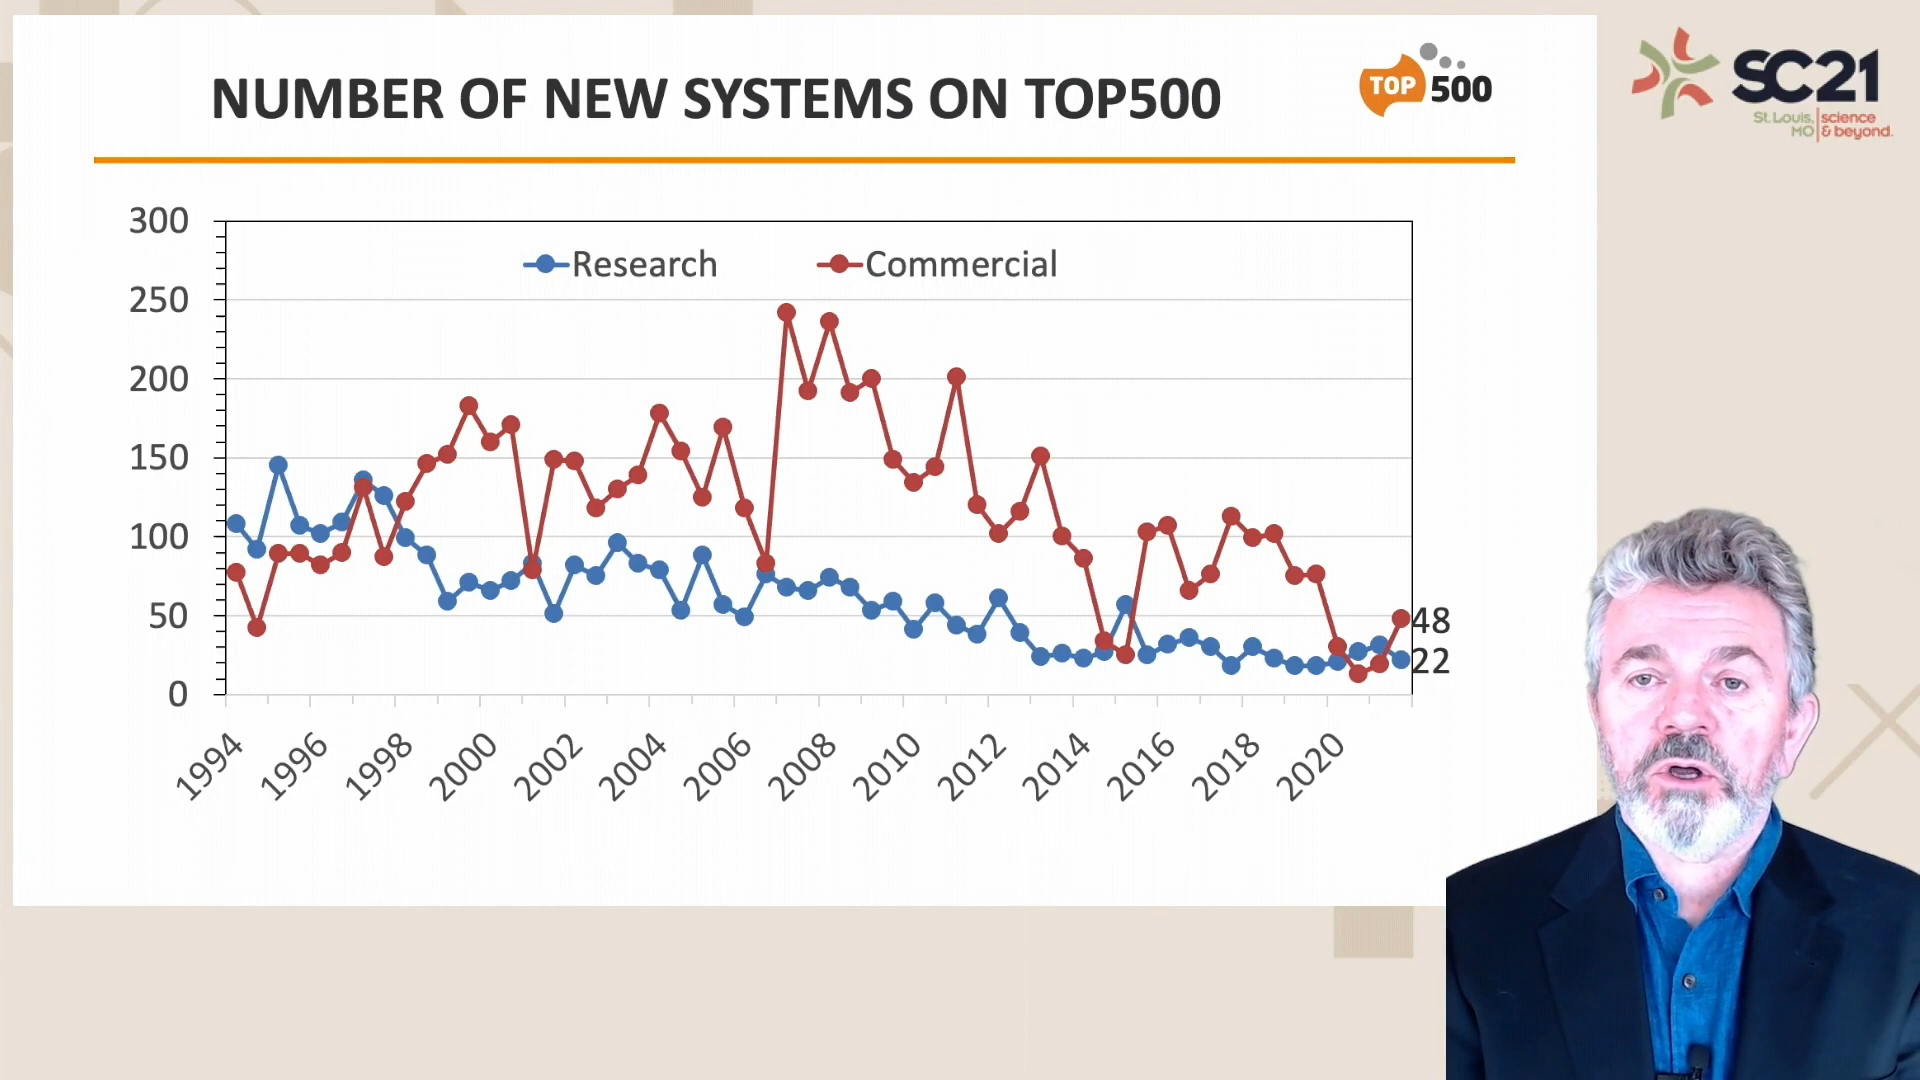 NUMBER OF NEW SYSTEMS ON TOP500
TOP 500
SC21
St. Louis, MO | science & beyond.
300
Research Commercial
250
200
150
100
50
0
48
22
1994 1996 1998 2000 2002 2004 2006 2008 2010 2012 2014 2016 2018 2020